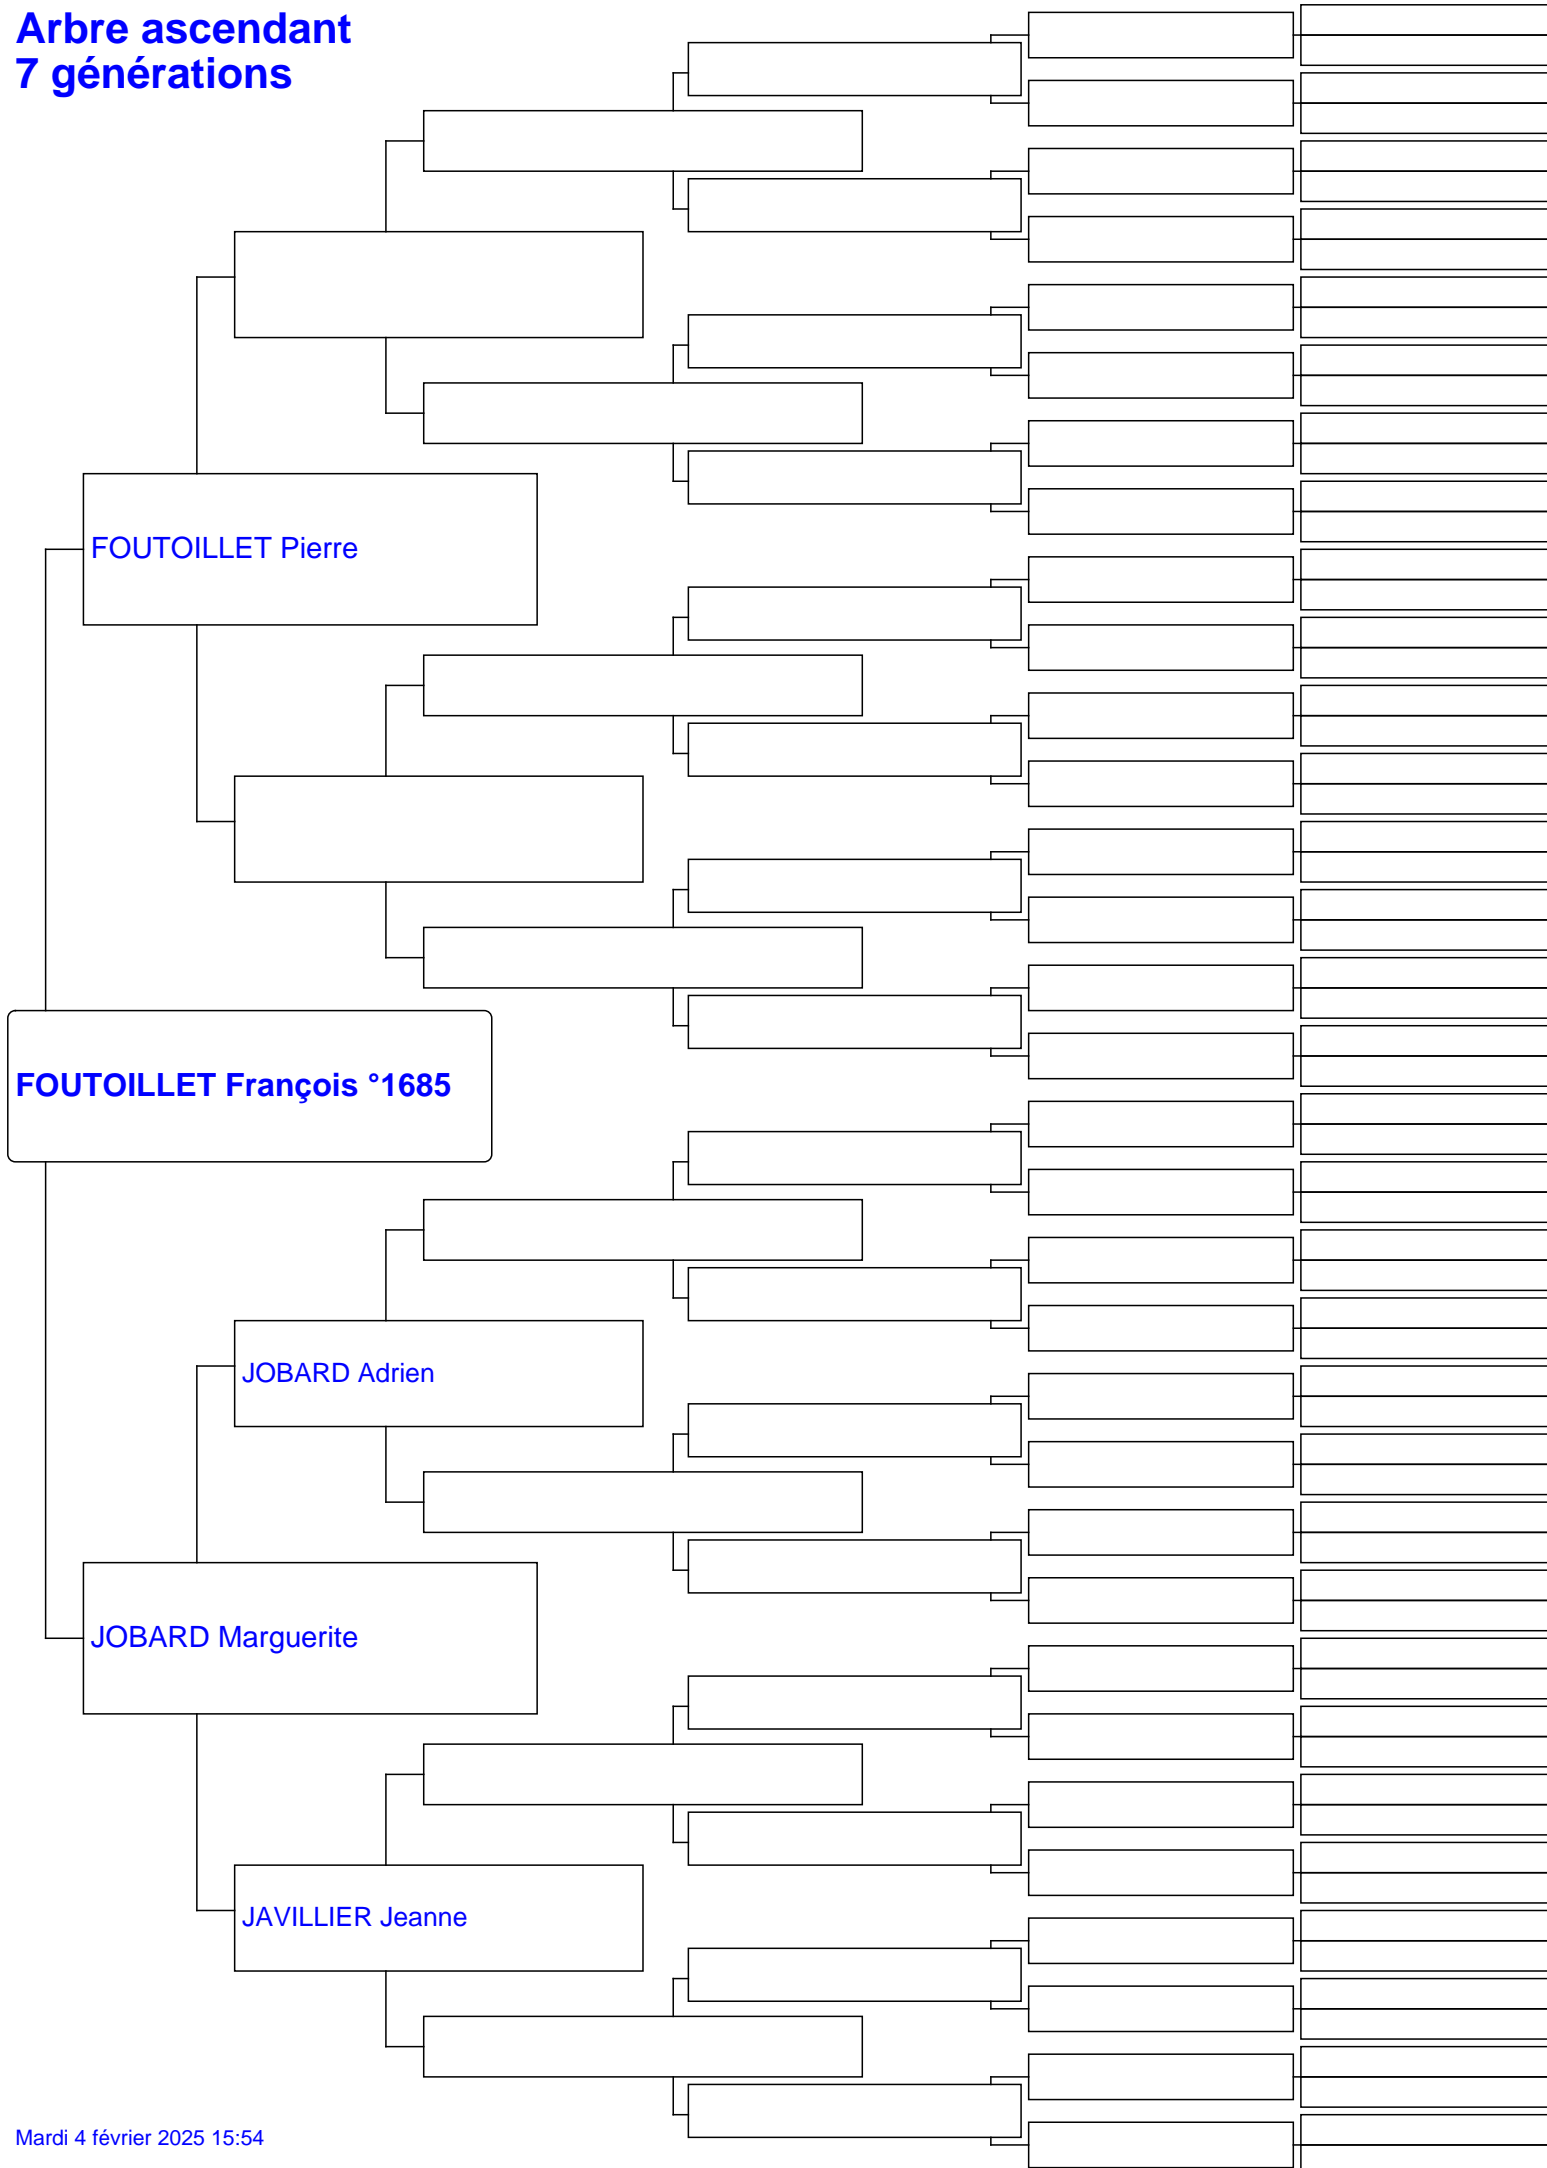 Arbre ascendant
7 générations
FOUTOILLET Pierre
FOUTOILLET François °1685
JOBARD Adrien
JOBARD Marguerite
JAVILLIER Jeanne
Mardi 4 février 2025 15:54